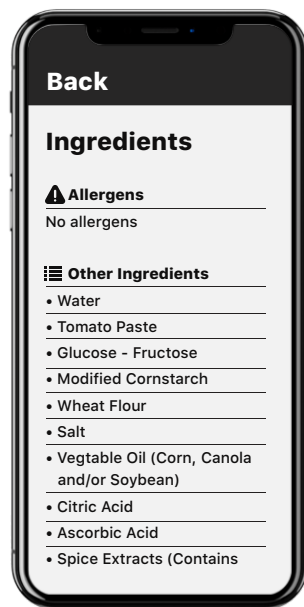 Back
Ingredients
Allergens
No allergens
Other Ingredients
• Water
• Tomato Paste
• Glucose - Fructose
• Modified Cornstarch
• Wheat Flour
• Salt
• Vegtable Oil (Corn, Canola
and/or Soybean)
• Citric Acid
• Ascorbic Acid
• Spice Extracts (Contains